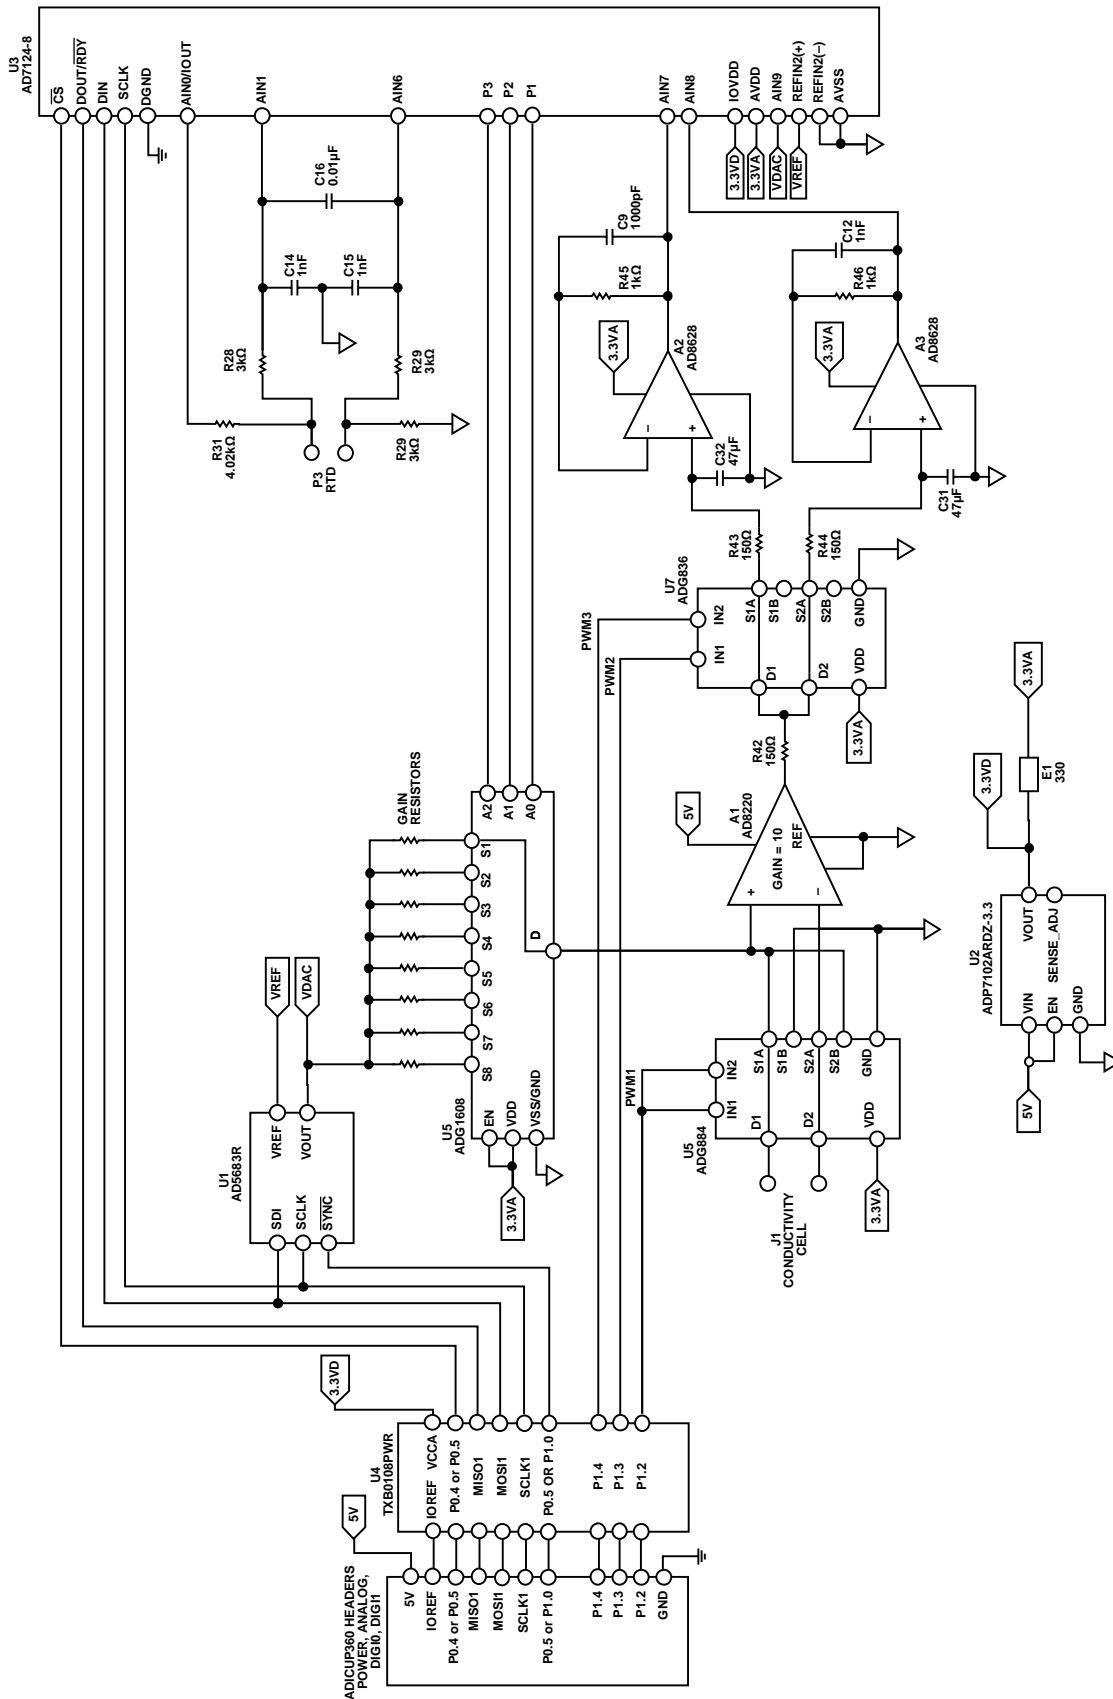 U3
AD7124-8
CS
DOUT/RDY
DIN
SCLK
DGND
AIN0/IOUT
AIN1
AIN6
P3
P2
P1
AIN7
AIN8
IOVDD
AVDD
AIN9
REFIN2(+)
REFIN2(–)
AVSS
3.3VD
3.3VA
VDAC
VREF
C16
0.01µF
C14
1nF
C15
1nF
R28
3kΩ
R29
3kΩ
R31
4.02kΩ
R29
3kΩ
P3
RTD
C9
1000pF
R45
1kΩ
3.3VA
A2
AD8628
–
+
C32
47µF
C12
1nF
R46
1kΩ
3.3VA
A3
AD8628
–
+
C31
47µF
R43
150Ω
R44
150Ω
U7
ADG836
PWM3
PWM2
IN2
IN1
S1A
S1B
S2A
S2B
GND
D1
D2
VDD
3.3VA
R42
150Ω
GAIN
RESISTORS
A2
A1
A0
S1
S2
S3
S4
S5
S6
S7
S8
D
EN
VDD
VSS/GND
U5
ADG1608
3.3VA
5V
A1
AD8220
GAIN = 10
REF
+
–
3.3VA
3.3VD
E1
330
U2
ADP7102ARDZ-3.3
VOUT
SENSE_ADJ
VIN
EN
GND
5V
VREF
VDAC
U1
AD5683R
VREF
VOUT
SDI
SCLK
SYNC
PWM1
IN2
IN1
S1A
S1B
S2A
S2B
GND
D1
D2
VDD
U5
ADG884
3.3VA
J1
CONDUCTIVITY
CELL
3.3VD
U4
TXB0108PWR
IOREF VCCA
P0.4 or P0.5
MISO1
MOSI1
SCLK1
P0.5 OR P1.0
P1.4
P1.3
P1.2
5V
ADICUP360 HEADERS
POWER, ANALOG,
DIGI0, DIGI1
5V
IOREF
P0.4 or P0.5
MISO1
MOSI1
SCLK1
P0.5 or P1.0
P1.4
P1.3
P1.2
GND